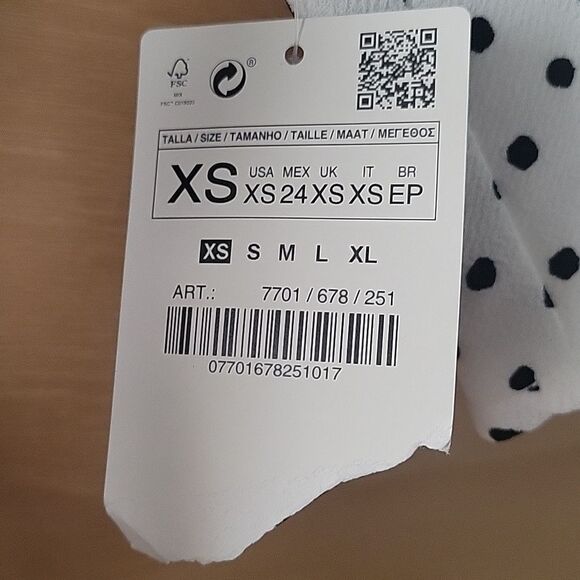 FSC
MIX
®
TALLA / SIZE / TAMANHO / TAILLE / MAAT / ΜΕΓΕΘΟΣ
USA MEX UK IT BR
XS XS 24 XS XS EP
XS S M L XL
ART.: 7701 / 678 / 251
07701678251017